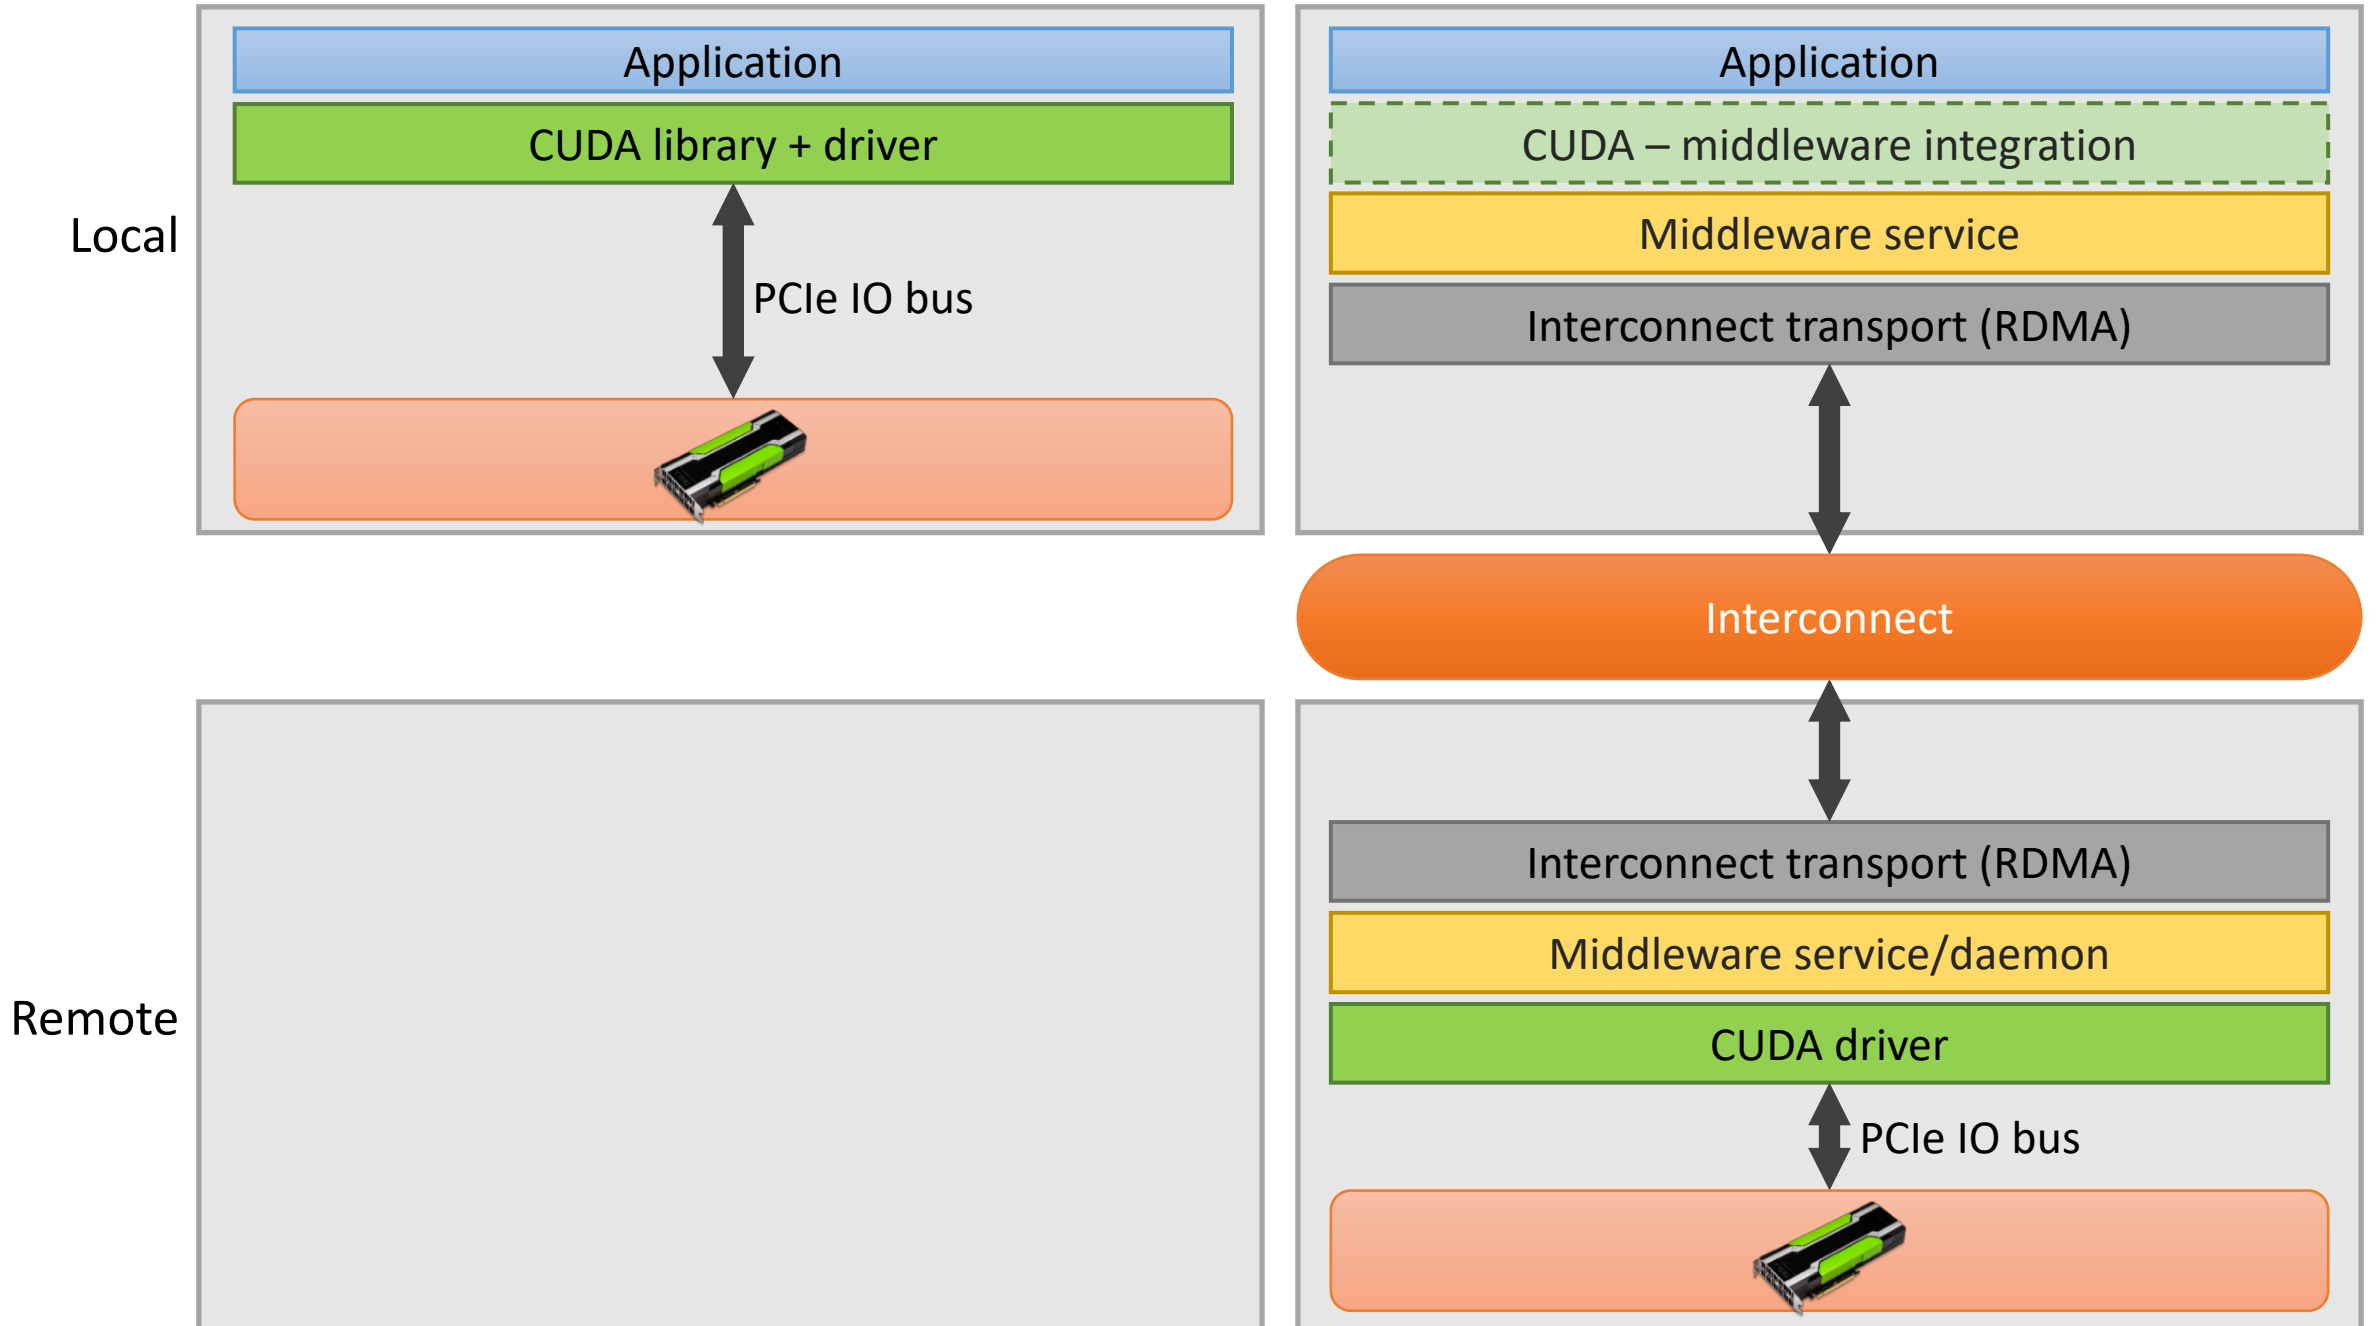 Local
Application
CUDA library + driver
PCIe IO bus
Application
CUDA – middleware integration
Middleware service
Interconnect transport (RDMA)
Interconnect
Remote
Interconnect transport (RDMA)
Middleware service/daemon
CUDA driver
PCIe IO bus